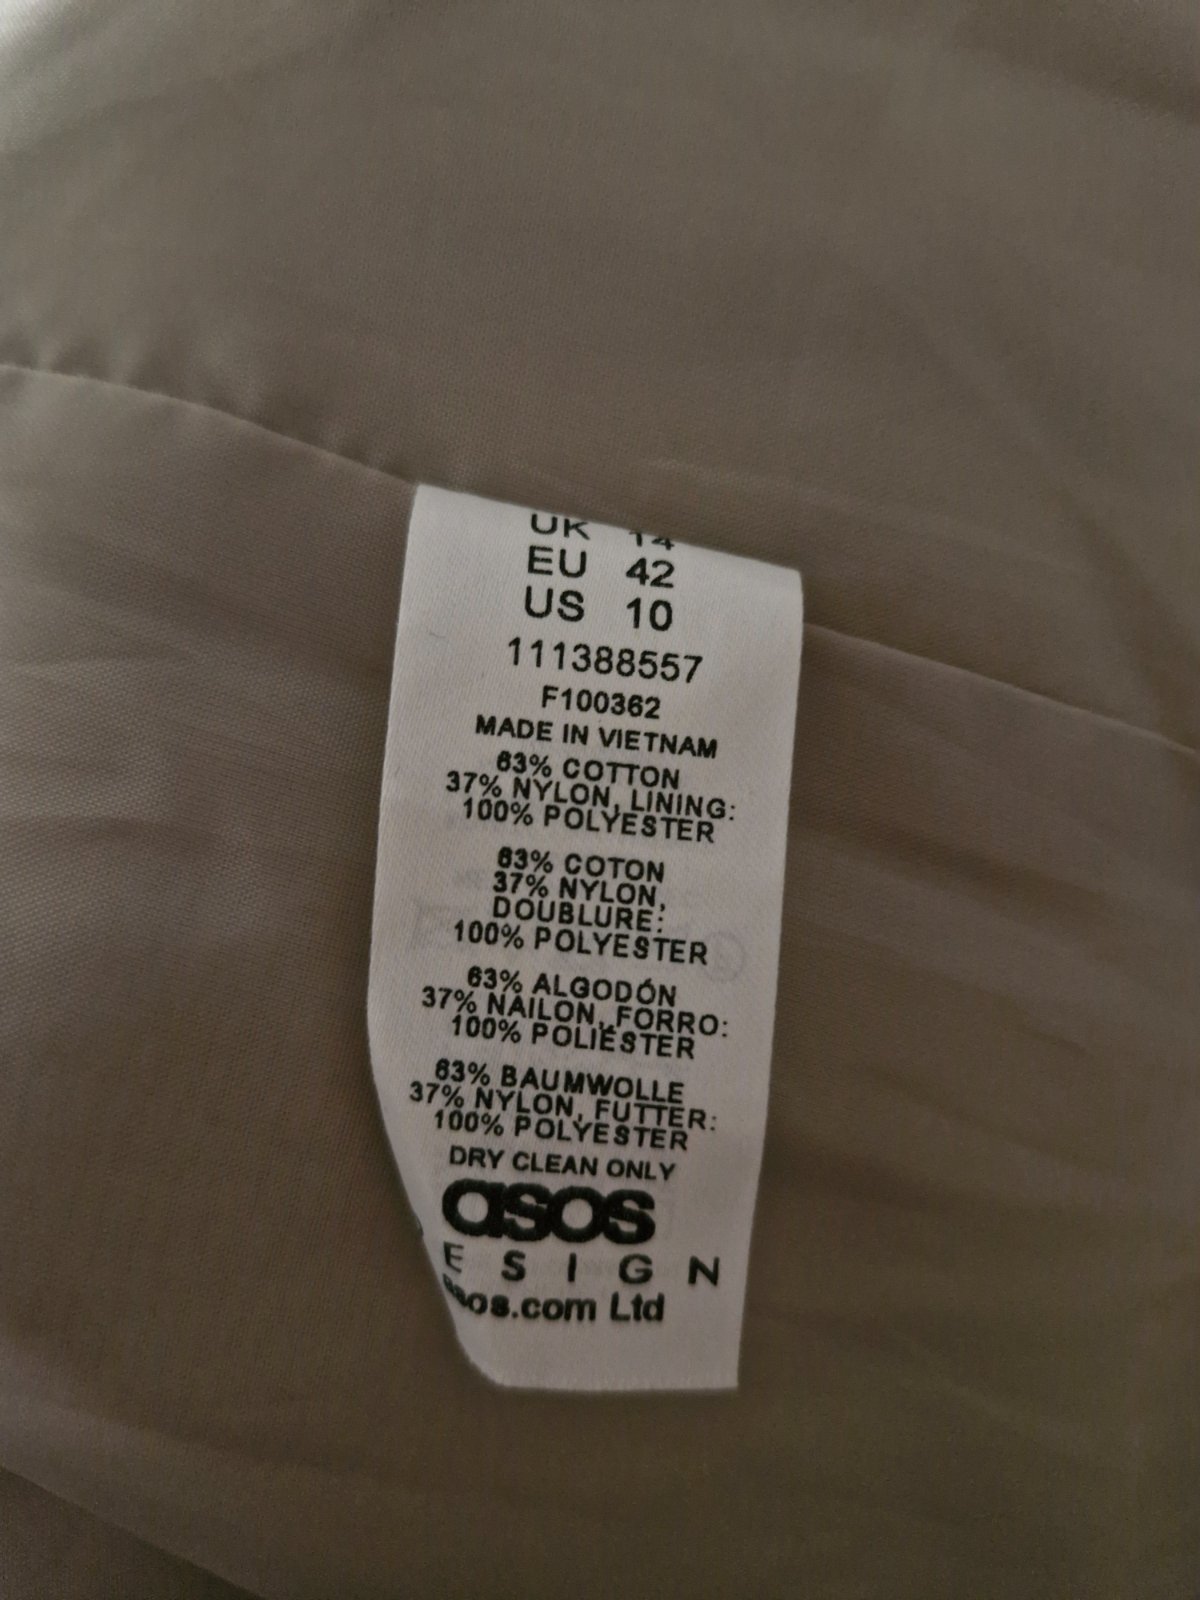 UK 14
EU 42
US 10
111388557
F100362
MADE IN VIETNAM
63% COTTON
37% NYLON, LINING:
100% POLYESTER
63% COTON
37% NYLON,
DOUBLURE:
100% POLYESTER
63% ALGODÓN
37% NAILON, FORRO:
100% POLIÉSTER
63% BAUMWOLLE
37% NYLON, FUTTER:
100% POLYESTER
DRY CLEAN ONLY
asos
ESIGN
asos.com Ltd